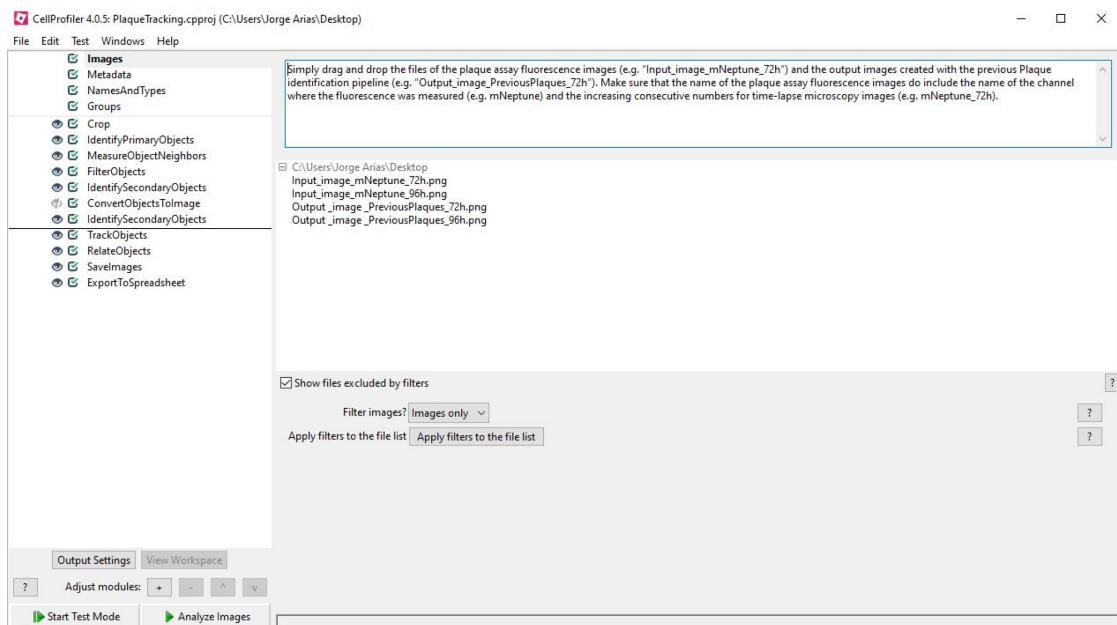 CellProfiler 4.0.5: PlaqueTracking.cpproj (C:\Users\Jorge Arias\Desktop)
File Edit Test Windows Help
Images
Metadata
NamesAndTypes
Groups
Crop
IdentifyPrimaryObjects
MeasureObjectNeighbors
FilterObjects
IdentifySecondaryObjects
ConvertObjectsToImage
IdentifySecondaryObjects
TrackObjects
RelateObjects
SaveImages
ExportToSpreadsheet
Output Settings View Workspace
? Adjust modules: + - ^ v
Start Test Mode Analyze Images
Simply drag and drop the files of the plaque assay fluorescence images (e.g. “Input_image_mNeptune_72h”) and the output images created with the previous Plaque
identification pipeline (e.g. “Output_image_PreviousPlaques_72h”). Make sure that the name of the plaque assay fluorescence images do include the name of the channel
where the fluorescence was measured (e.g. mNeptune) and the increasing consecutive numbers for time-lapse microscopy images (e.g. mNeptune_72h).
C:\Users\Jorge Arias\Desktop
Input_image_mNeptune_72h.png
Input_image_mNeptune_96h.png
Output _image _PreviousPlaques_72h.png
Output _image _PreviousPlaques_96h.png
Show files excluded by filters ?
Filter images? Images only ?
Apply filters to the file list Apply filters to the file list ?